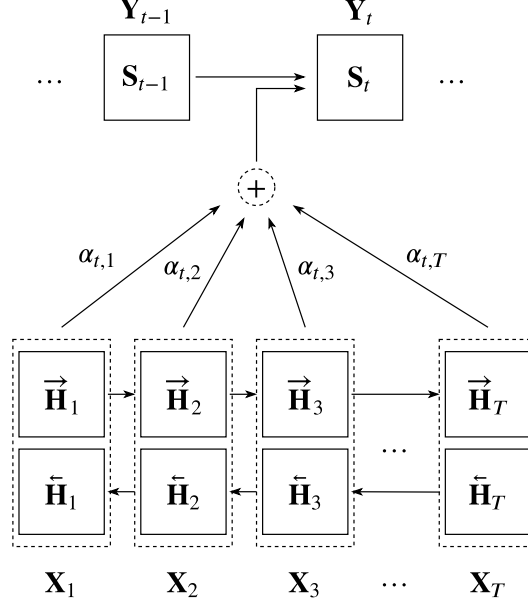 Y_{t−1} Y_t
... S_{t−1} S_t ...
+
α_{t,1} α_{t,2} α_{t,3} α_{t,T}
→H_1 →H_2 →H_3 →H_T
...
←H_1 ←H_2 ←H_3 ←H_T
X_1 X_2 X_3 ... X_T